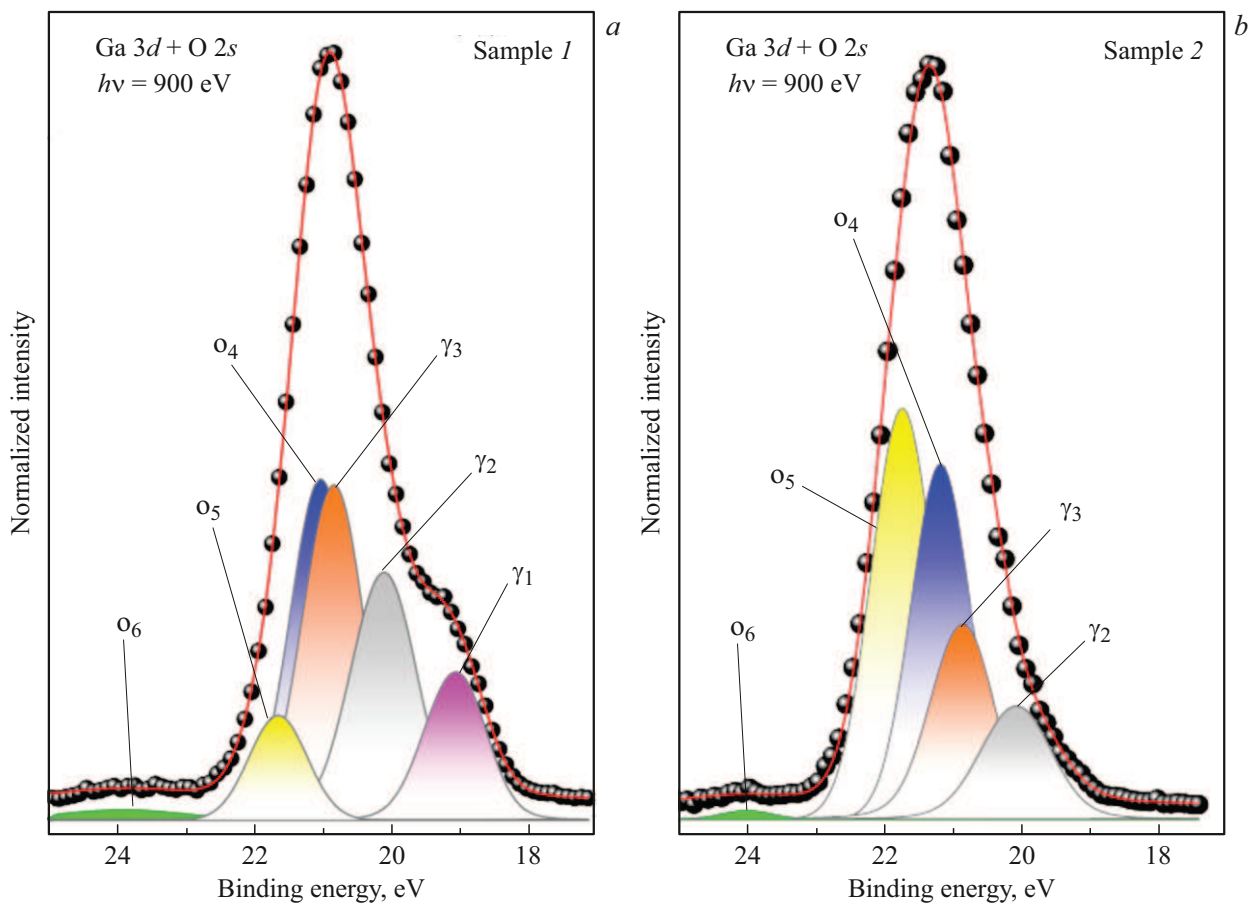 a
Ga 3d + O 2s
hν = 900 eV
Sample 1
o4
γ3
γ2
o5
γ1
o6
Normalized intensity
24 22 20 18
Binding energy, eV
b
Ga 3d + O 2s
hν = 900 eV
Sample 2
o4
o5
γ3
o6
γ2
Normalized intensity
24 22 20 18
Binding energy, eV